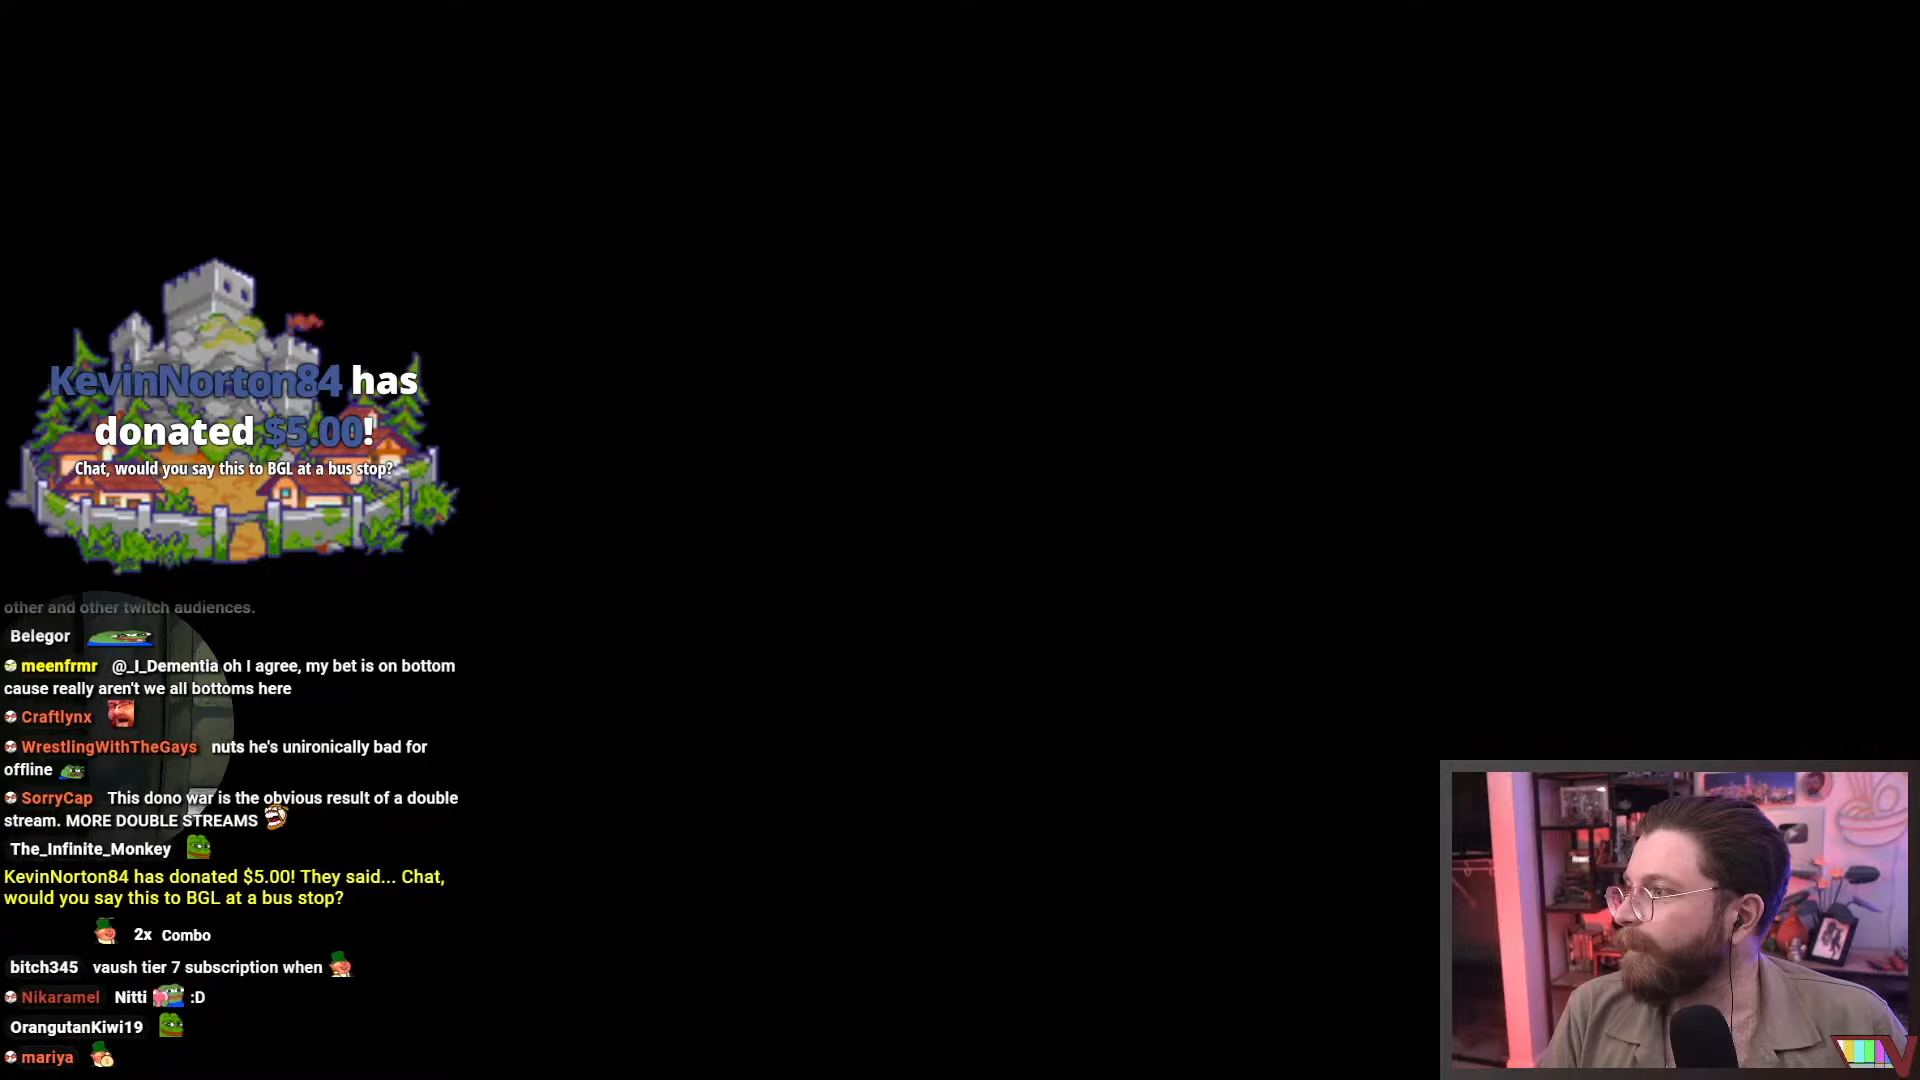 KevinNorton84 has
donated $5.00!
Chat, would you say this to BGL at a bus stop?
other and other twitch audiences.
Belegor
meenfrmr @_I_Dementia oh I agree, my bet is on bottom
cause really aren't we all bottoms here
Craftlynx
WrestlingWithTheGays nuts he's unironically bad for
offline
SorryCap This dono war is the obvious result of a double
stream. MORE DOUBLE STREAMS
The_Infinite_Monkey
KevinNorton84 has donated $5.00! They said... Chat,
would you say this to BGL at a bus stop?
2x Combo
bitch345 vaush tier 7 subscription when
Nikaramel Nitti :D
OrangutanKiwi19
mariya
V